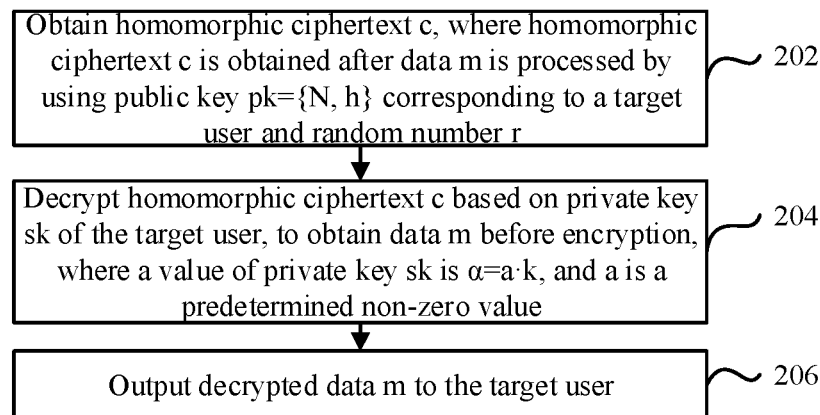 Obtain homomorphic ciphertext c, where homomorphic
ciphertext c is obtained after data m is processed by
using public key pk={N, h} corresponding to a target
user and random number r
202
Decrypt homomorphic ciphertext c based on private key
sk of the target user, to obtain data m before encryption,
where a value of private key sk is α=a·k, and a is a
predetermined non-zero value
204
Output decrypted data m to the target user
206